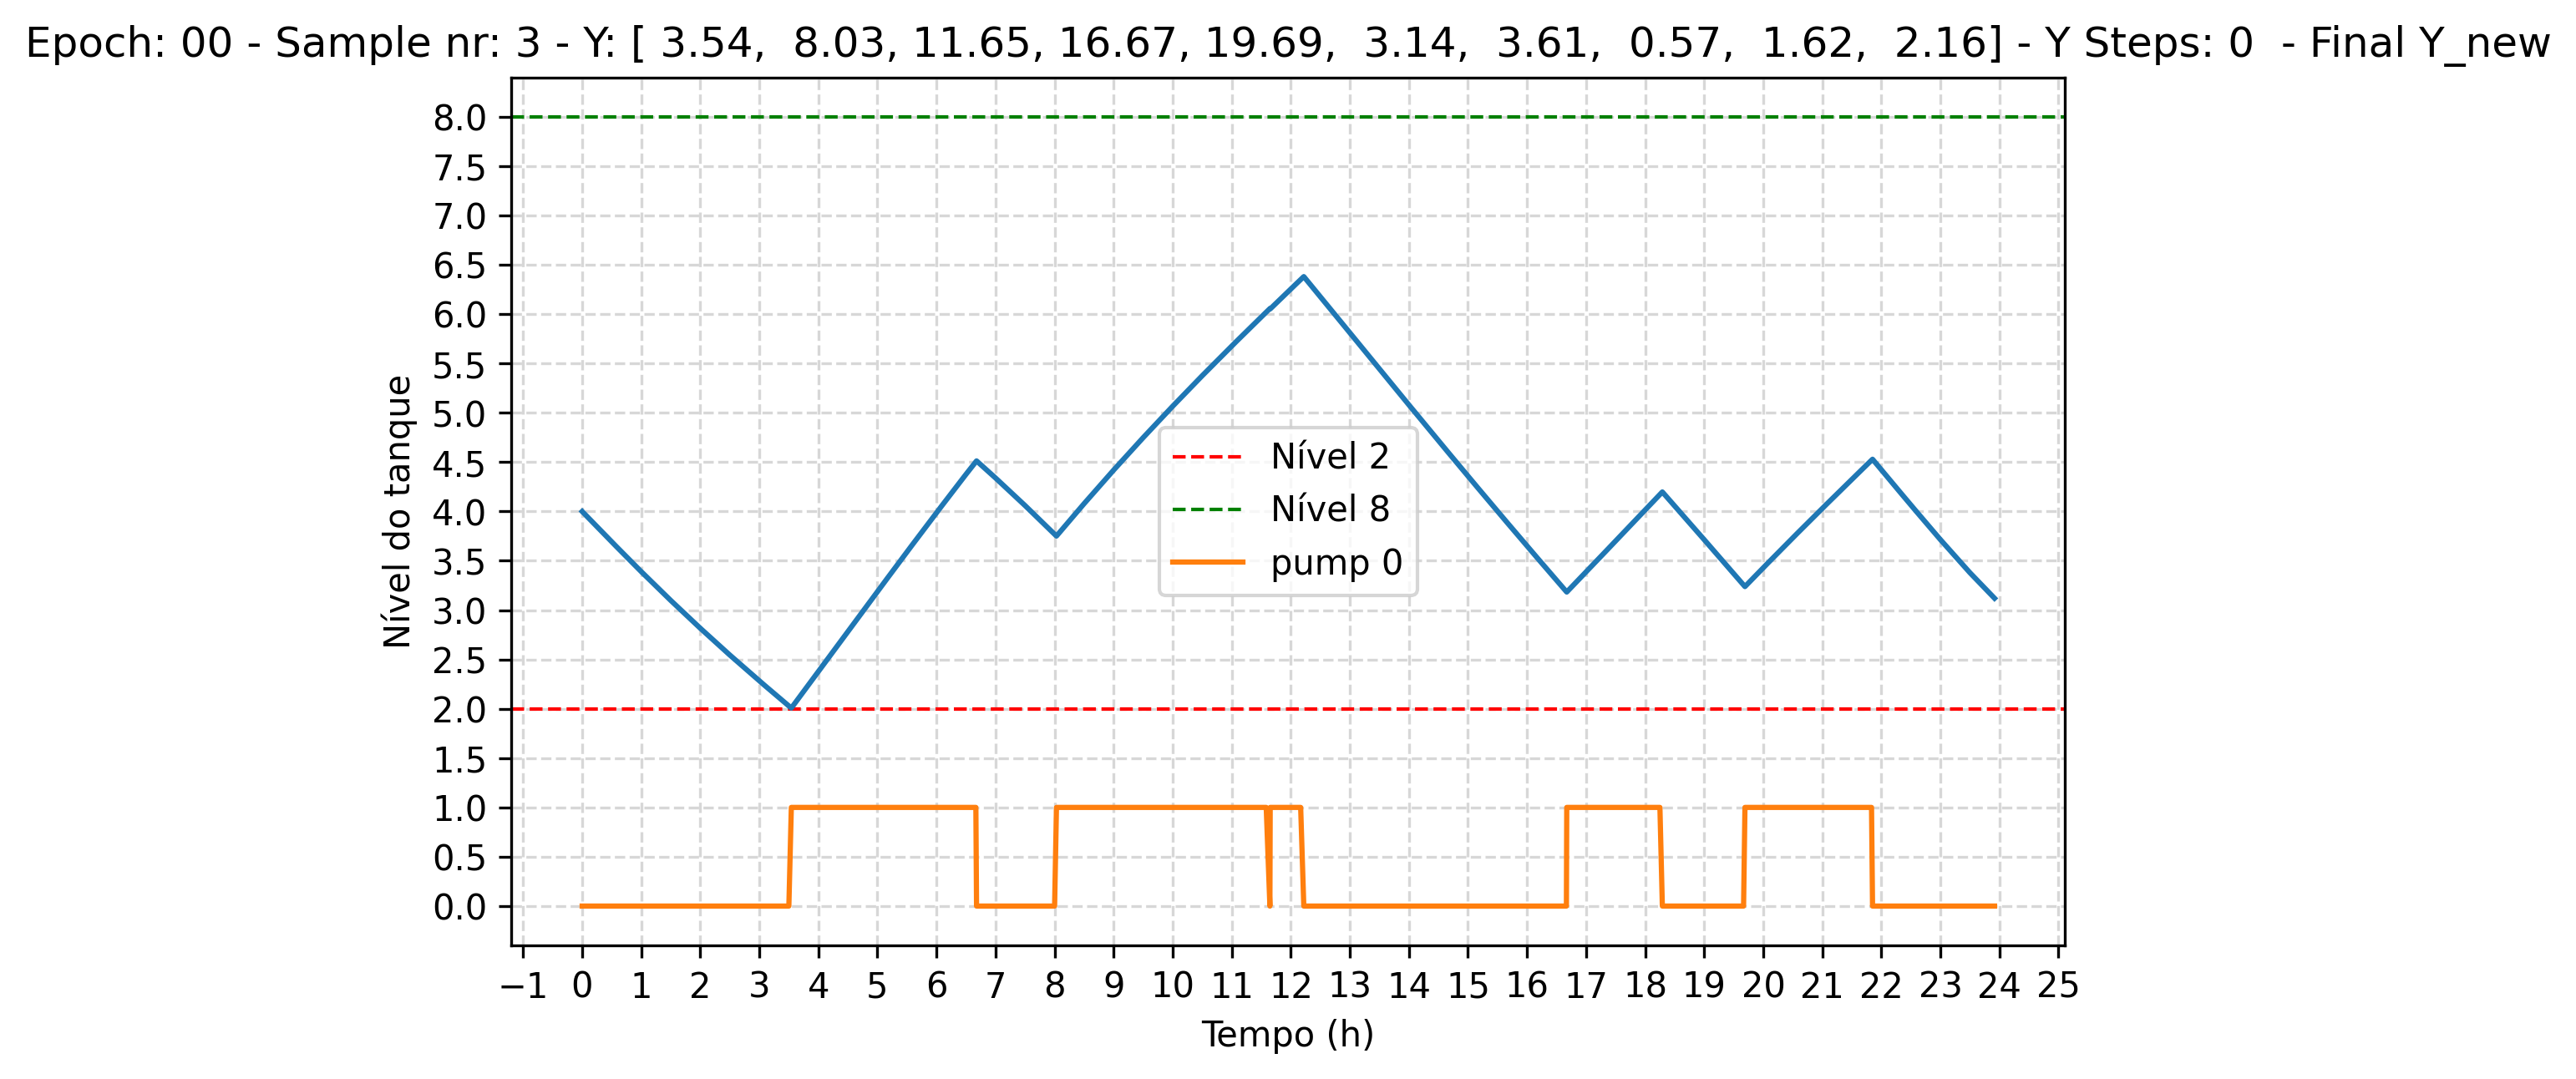 Epoch: 00 - Sample nr: 3 - Y: [ 3.54,  8.03, 11.65, 16.67, 19.69,  3.14,  3.61,  0.57,  1.62,  2.16] - Y Steps: 0  - Final Y_new
8.0
7.5
7.0
6.5
6.0
5.5
5.0
4.5
4.0
3.5
3.0
2.5
2.0
1.5
1.0
0.5
0.0
Nível do tanque
Nível 2
Nível 8
pump 0
−1 0 1 2 3 4 5 6 7 8 9 10 11 12 13 14 15 16 17 18 19 20 21 22 23 24 25
Tempo (h)